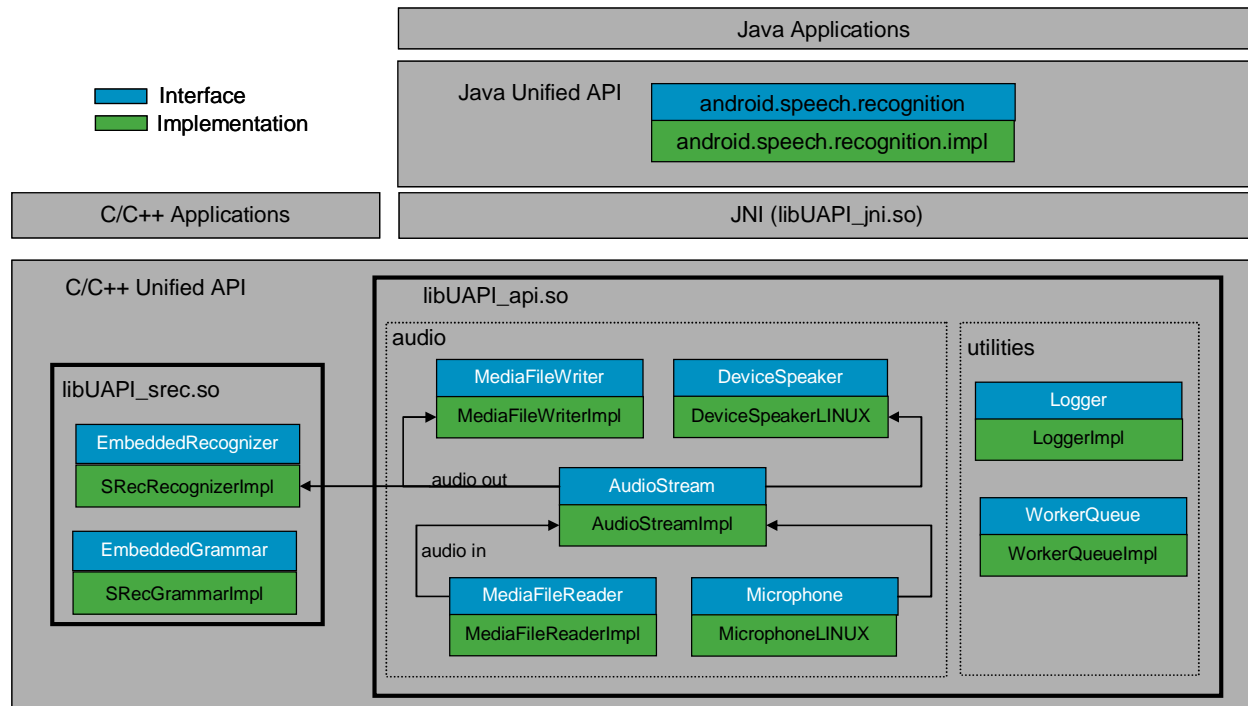 Java Applications
Interface
Implementation
Java Unified API
android.speech.recognition
android.speech.recognition.impl
C/C++ Applications
JNI (libUAPI_jni.so)
C/C++ Unified API
libUAPI_api.so
audio
utilities
libUAPI_srec.so
MediaFileWriter
MediaFileWriterImpl
DeviceSpeaker
DeviceSpeakerLINUX
Logger
LoggerImpl
EmbeddedRecognizer
SRecRecognizerImpl
audio out
AudioStream
AudioStreamImpl
WorkerQueue
WorkerQueueImpl
EmbeddedGrammar
SRecGrammarImpl
audio in
MediaFileReader
MediaFileReaderImpl
Microphone
MicrophoneLINUX